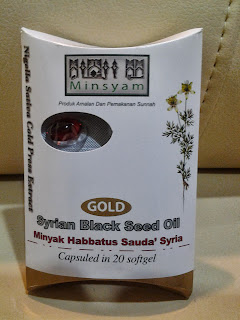 Minsyam
Produk Amalan Dan Pemakanan Sunnah
GOLD
Syrian Black Seed Oil
Minyak Habbatus Sauda' Syria
Capsuled in 20 softgel
Nigella Sativa Cold Press Extract